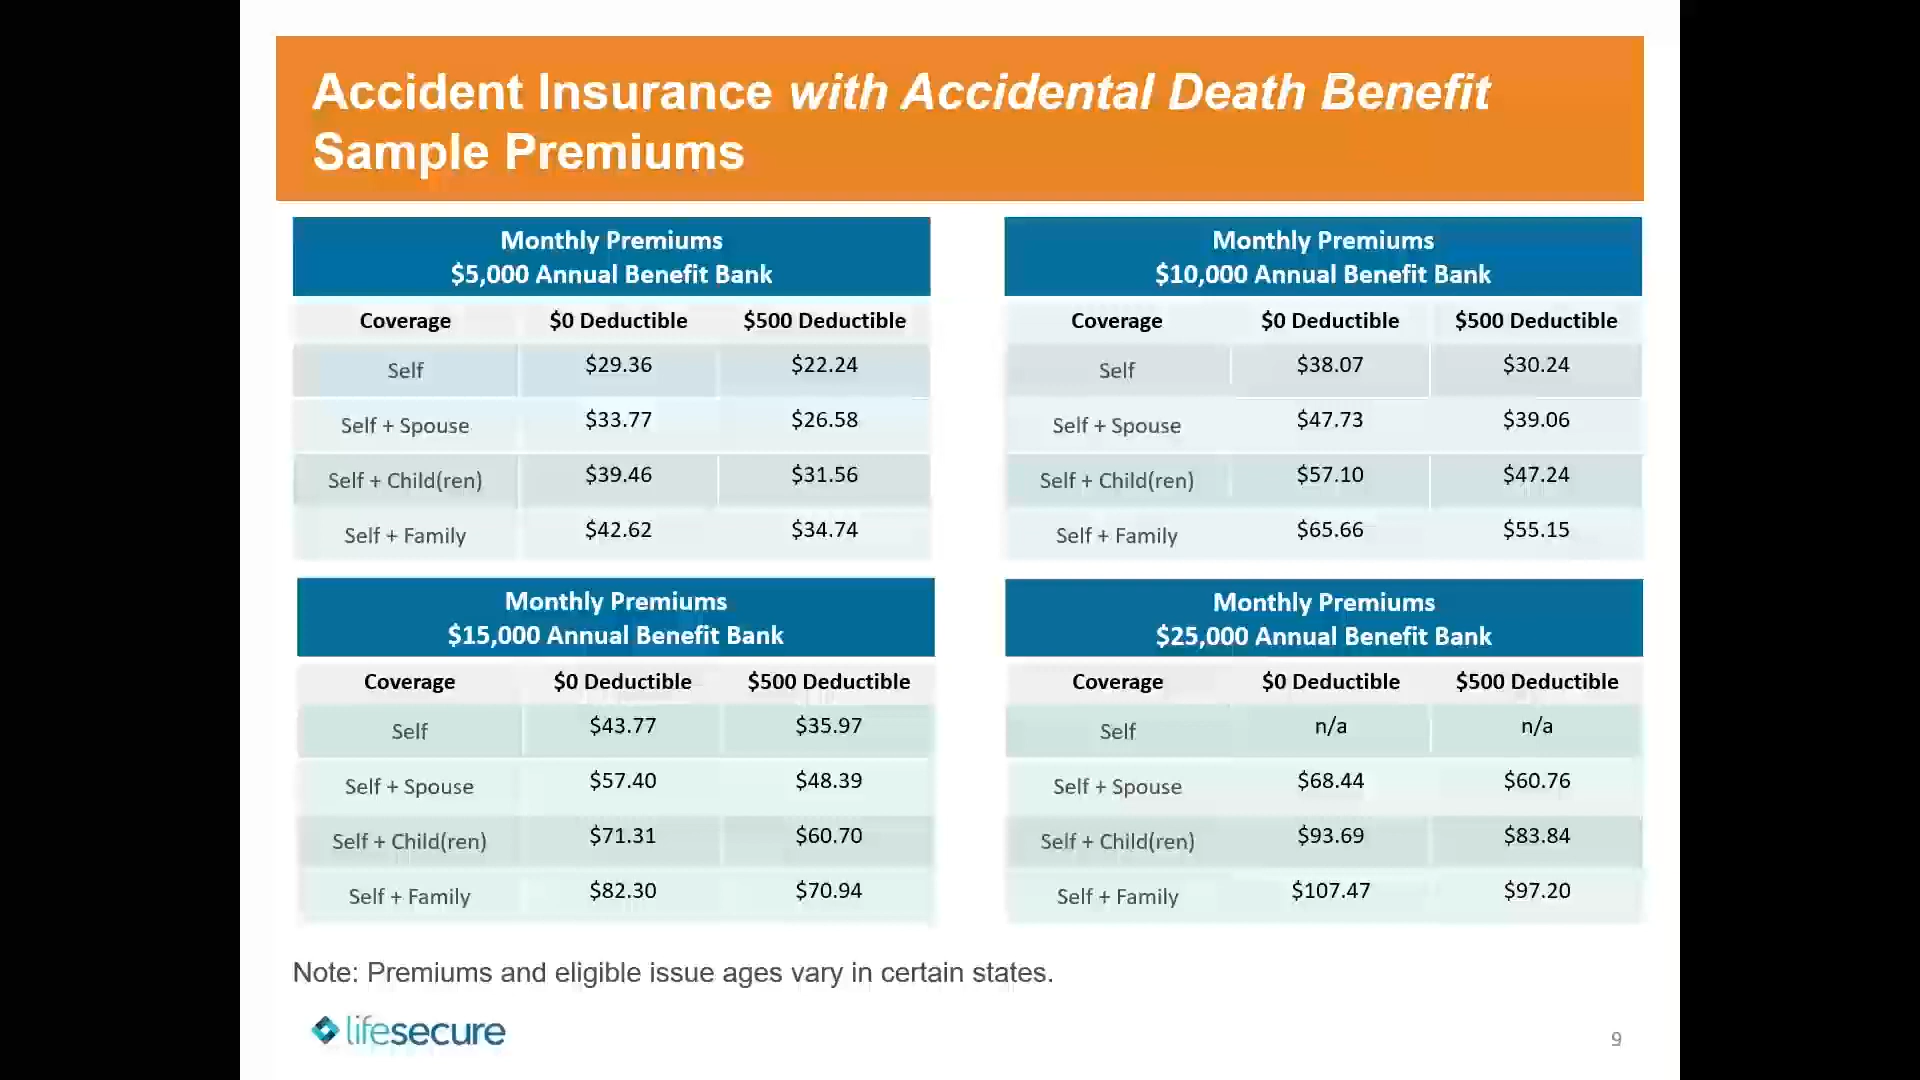 Accident Insurance with Accidental Death Benefit
Sample Premiums
Monthly Premiums
$5,000 Annual Benefit Bank
Coverage $0 Deductible $500 Deductible
Self $29.36 $22.24
Self + Spouse $33.77 $26.58
Self + Child(ren) $39.46 $31.56
Self + Family $42.62 $34.74
Monthly Premiums
$10,000 Annual Benefit Bank
Coverage $0 Deductible $500 Deductible
Self $38.07 $30.24
Self + Spouse $47.73 $39.06
Self + Child(ren) $57.10 $47.24
Self + Family $65.66 $55.15
Monthly Premiums
$15,000 Annual Benefit Bank
Coverage $0 Deductible $500 Deductible
Self $43.77 $35.97
Self + Spouse $57.40 $48.39
Self + Child(ren) $71.31 $60.70
Self + Family $82.30 $70.94
Monthly Premiums
$25,000 Annual Benefit Bank
Coverage $0 Deductible $500 Deductible
Self n/a n/a
Self + Spouse $68.44 $60.76
Self + Child(ren) $93.69 $83.84
Self + Family $107.47 $97.20
Note: Premiums and eligible issue ages vary in certain states.
lifesecure
9